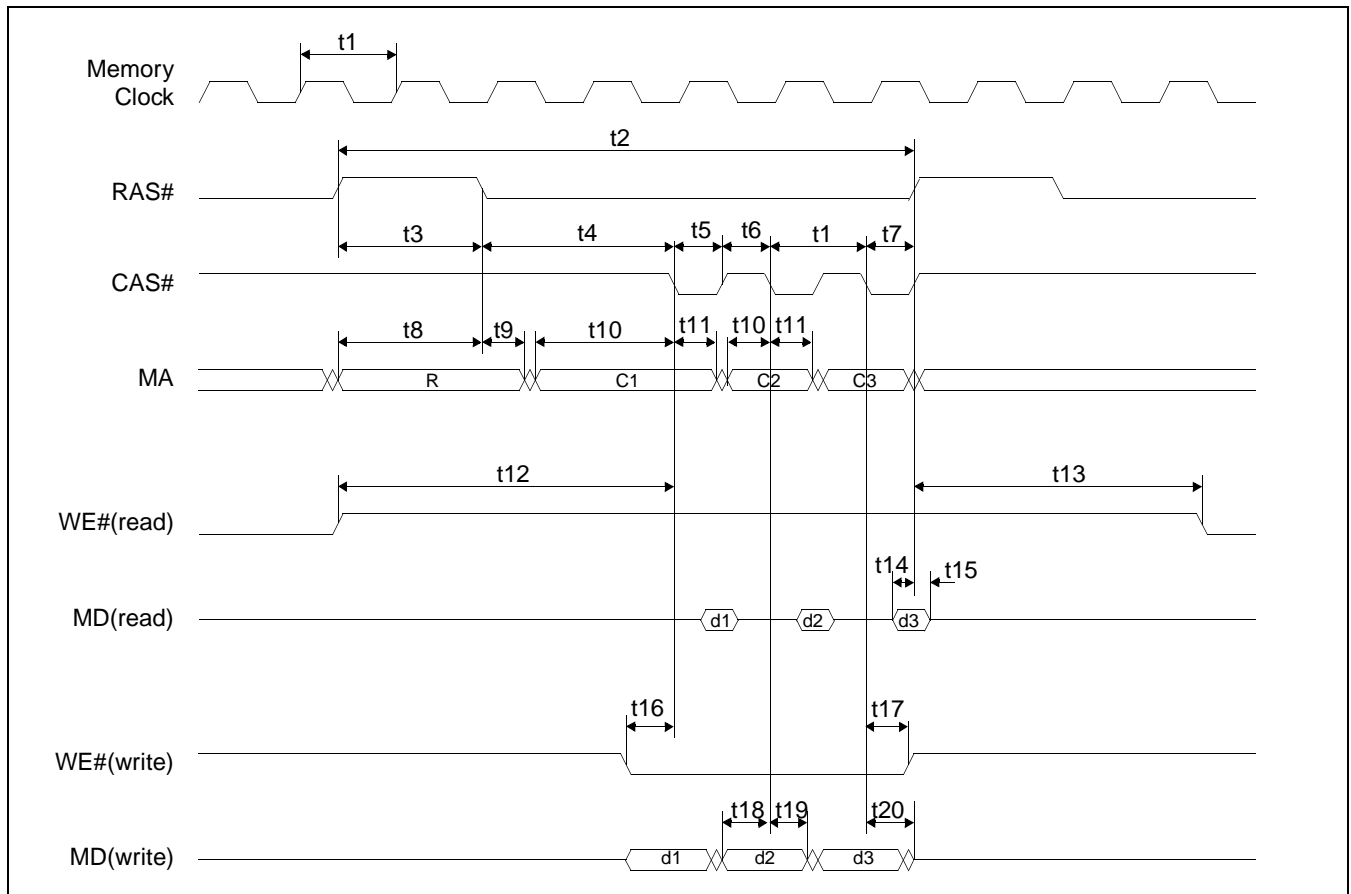 t1
Memory
Clock
t2
RAS#
t3 t4 t5 t6 t1 t7
CAS#
t8 t9 t10 t11 t10 t11
MA R C1 C2 C3
t12 t13
WE#(read)
t14 t15
MD(read) d1 d2 d3
t16 t17
WE#(write)
t18 t19 t20
MD(write) d1 d2 d3